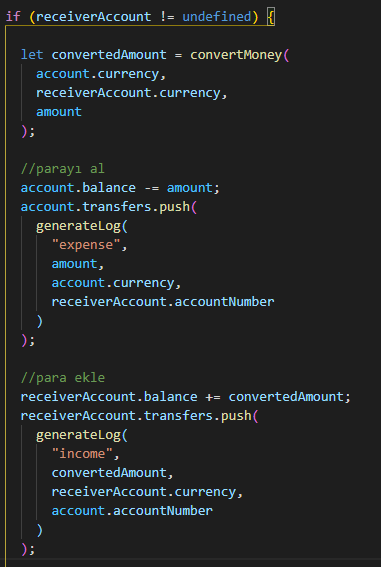 if (receiverAccount != undefined) {
let convertedAmount = convertMoney(
account.currency,
receiverAccount.currency,
amount
);
//parayı al
account.balance -= amount;
account.transfers.push(
generateLog(
"expense",
amount,
account.currency,
receiverAccount.accountNumber
)
);
//para ekle
receiverAccount.balance += convertedAmount;
receiverAccount.transfers.push(
generateLog(
"income",
convertedAmount,
receiverAccount.currency,
account.accountNumber
)
);